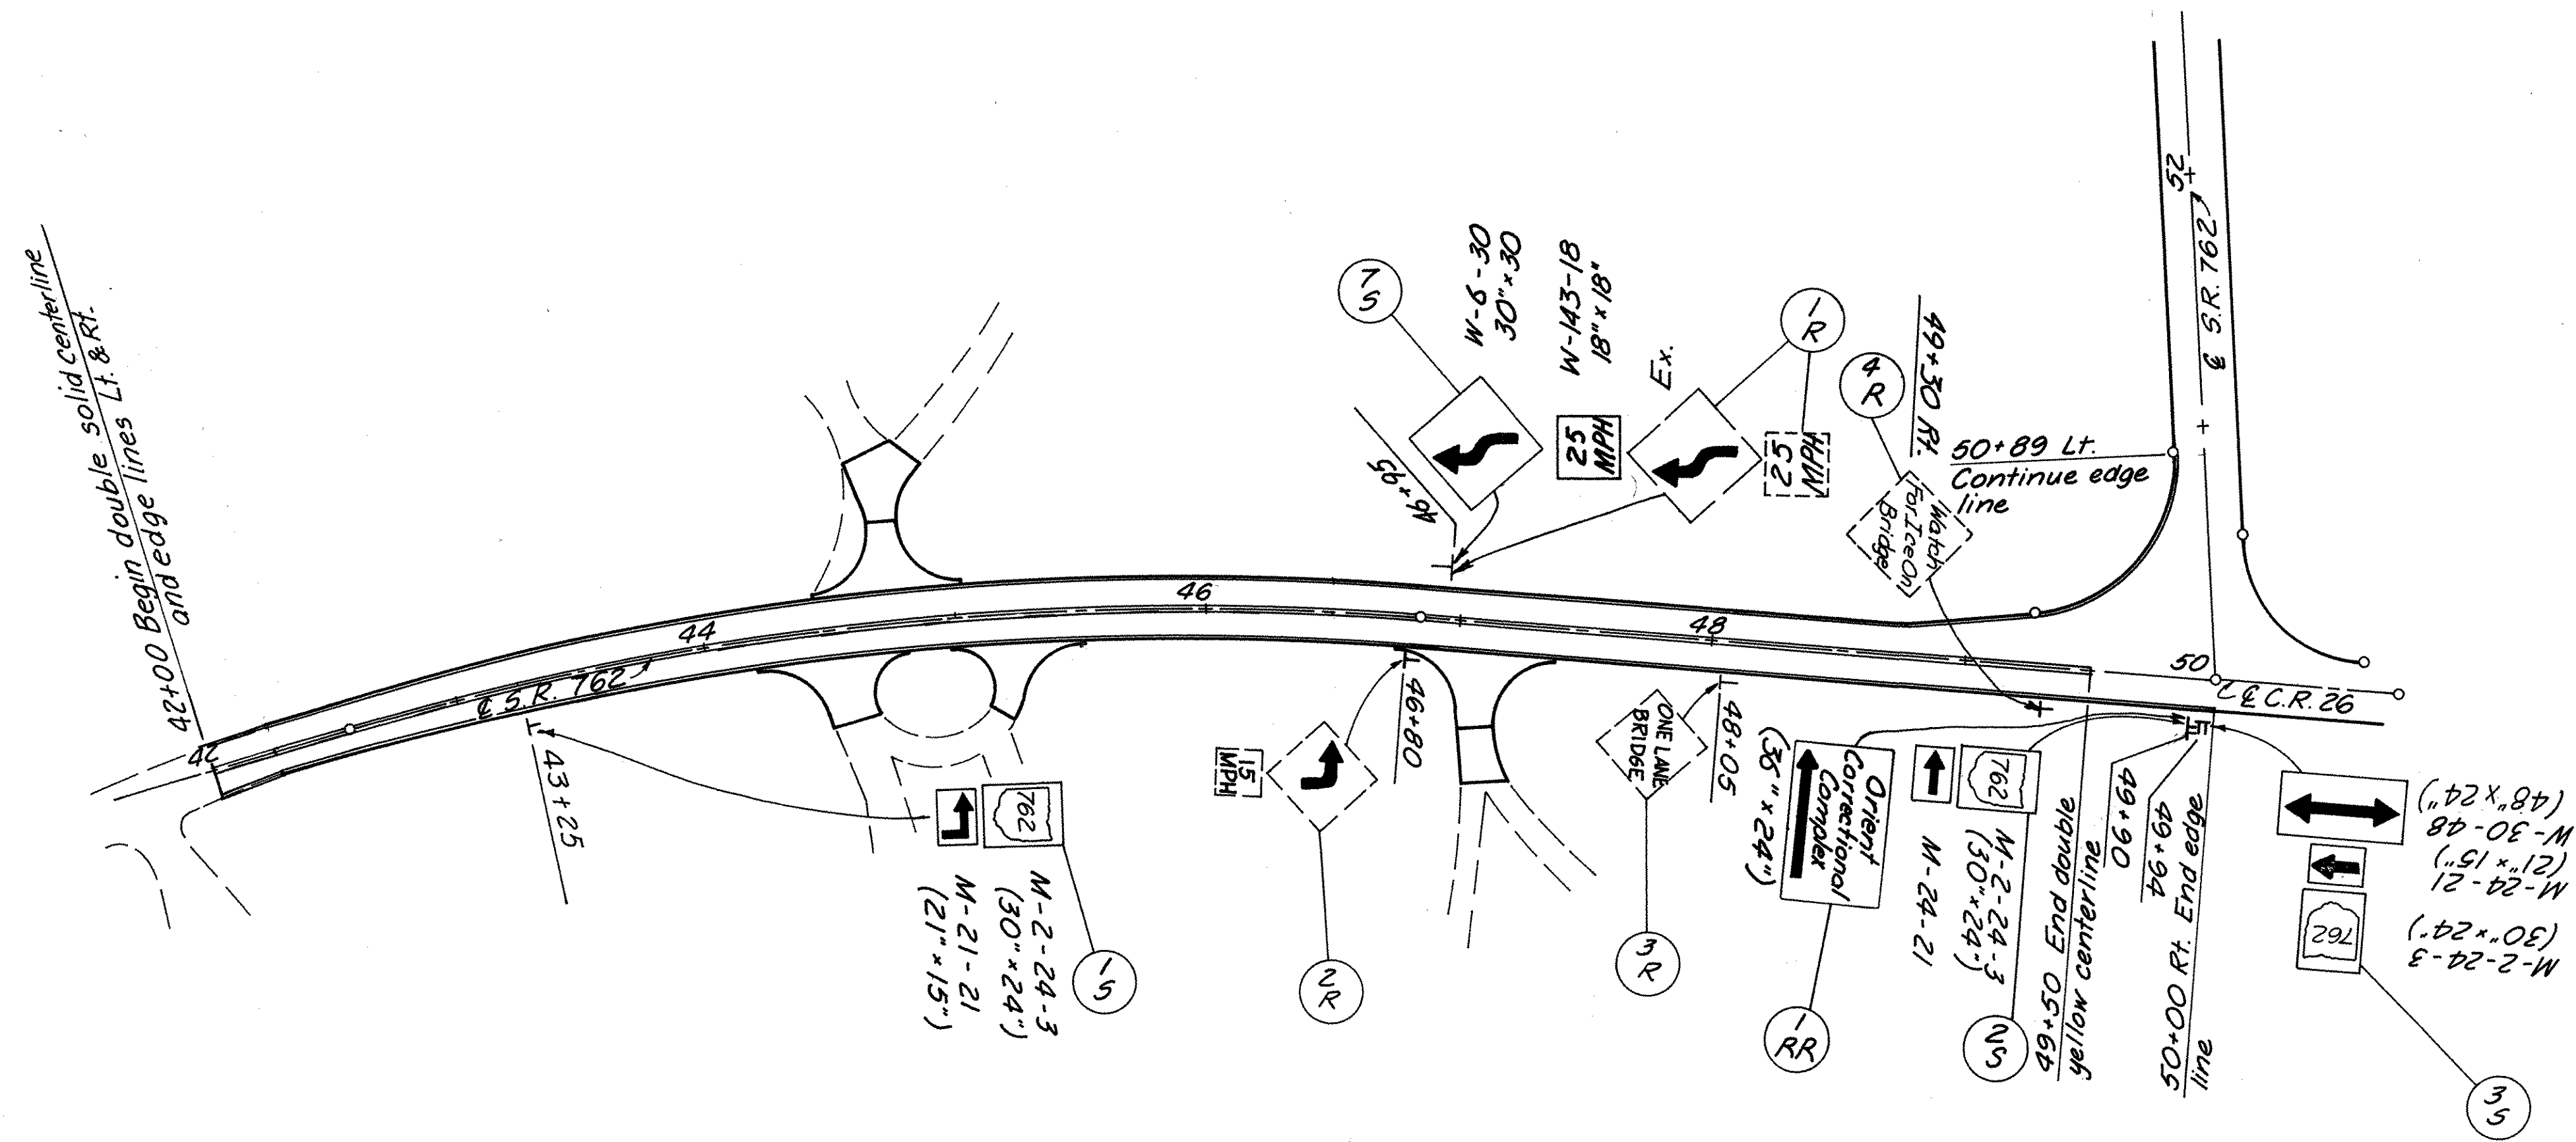 42+00 Begin double solid centerline
and edge lines Lt. & Rt.
42
44
46
48
50
52
℄ S.R. 762
43+25
762
M-2-24-3
(30"x24")
M-21-21
(21"x15")
1
S
7
S
W-6-30
30"x30
W-143-18
18"x18"
25
MPH
46+95
Ex.
25
MPH
1
R
15
MPH
46+80
2
R
ONE LANE
BRIDGE
48+05
3
R
4
R
49+30 Rt.
Watch
For Ice On
Bridge
50+89 Lt.
Continue edge
line
℄ S.R. 762
℄ C.R. 26
Orient
Correctional
Complex
(36"x24")
1
RR
762
M-24-21
M-2-24-3
(30"x24")
2
S
49+50 End double
yellow centerline
49+90
49+94
50+00 Rt. End edge
line
(48"x24")
W-30-48
(21"x15")
M-24-21
762
(30"x24")
M-2-24-3
3
S